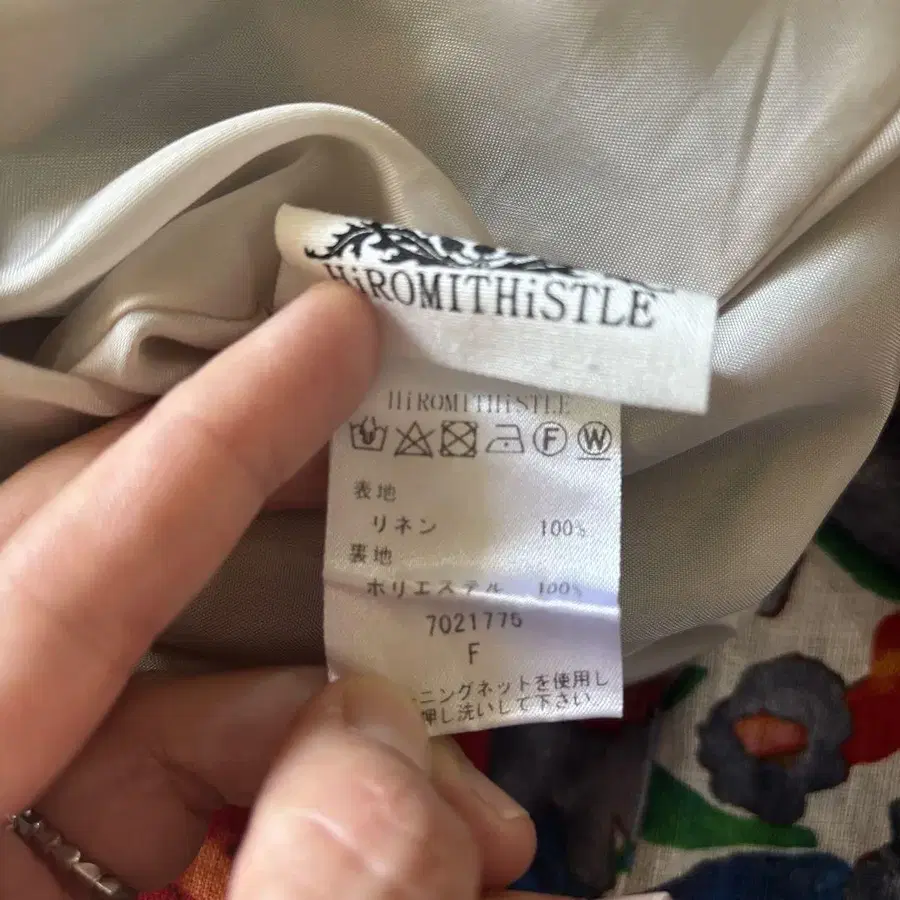 HiROMITHiSTLE
HiROMITHiSTLE
F W
表地
リネン 100%
裏地
ポリエステル 100%
7021775
F
ニングネットを使用し
押し洗いして下さい